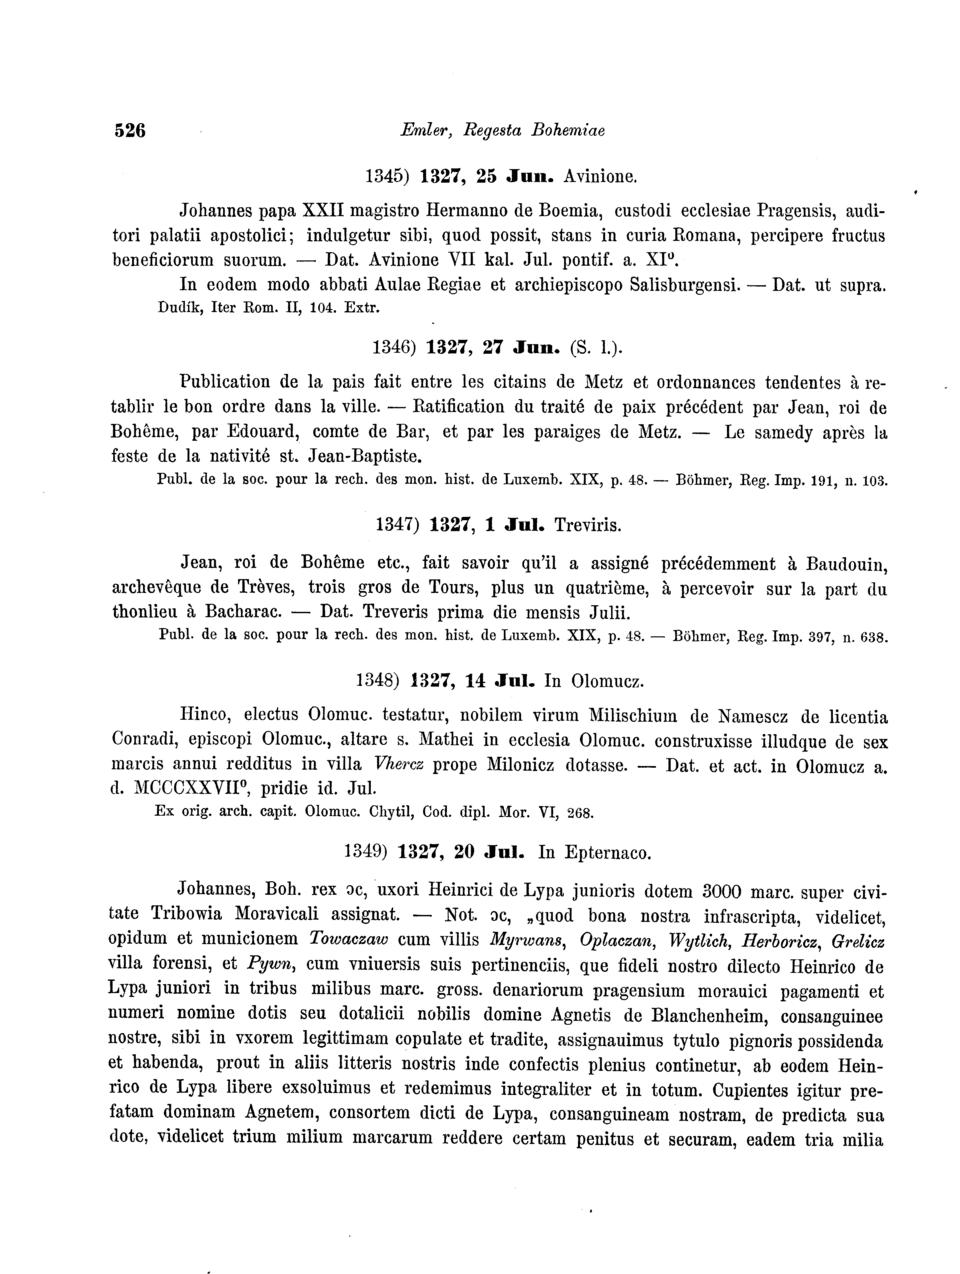 526 Emler, Regesta Bohemiae
1345) 1327, 25 Jun. Avinione.
Johannes papa XXII magistro Hermanno de Boemia, custodi ecclesiae Pragensis, audi-
tori palatii apostolici; indulgetur sibi, quod possit, stans in curia Romana, percipere fructus
beneficiorum suorum. — Dat. Avinione VII kal. Jul. pontif. a. XI⁰.
In eodem modo abbati Aulae Regiae et archiepiscopo Salisburgensi. — Dat. ut supra.
Dudík, Iter Rom. II, 104. Extr.
1346) 1327, 27 Jun. (S. l.).
Publication de la pais fait entre les citains de Metz et ordonnances tendentes à re-
tablir le bon ordre dans la ville. — Ratification du traité de paix précédent par Jean, roi de
Bohême, par Edouard, comte de Bar, et par les paraiges de Metz. — Le samedy après la
feste de la nativité st. Jean-Baptiste.
Publ. de la soc. pour la rech. des mon. hist. de Luxemb. XIX, p. 48. — Böhmer, Reg. Imp. 191, n. 103.
1347) 1327, 1 Jul. Treviris.
Jean, roi de Bohême etc., fait savoir qu'il a assigné précédemment à Baudouin,
archevêque de Trèves, trois gros de Tours, plus un quatrième, à percevoir sur la part du
thonlieu à Bacharac. — Dat. Treveris prima die mensis Julii.
Publ. de la soc. pour la rech. des mon. hist. de Luxemb. XIX, p. 48. — Böhmer, Reg. Imp. 397, n. 638.
1348) 1327, 14 Jul. In Olomucz.
Hinco, electus Olomuc. testatur, nobilem virum Milischium de Namescz de licentia
Conradi, episcopi Olomuc., altare s. Mathei in ecclesia Olomuc. construxisse illudque de sex
marcis annui redditus in villa Vhercz prope Milonicz dotasse. — Dat. et act. in Olomucz a.
d. MCCCXXVII⁰, pridie id. Jul.
Ex orig. arch. capit. Olomuc. Chytil, Cod. dipl. Mor. VI, 268.
1349) 1327, 20 Jul. In Epternaco.
Johannes, Boh. rex ɔc, uxori Heinrici de Lypa junioris dotem 3000 marc. super civi-
tate Tribowia Moravicali assignat. — Not. ɔc, „quod bona nostra infrascripta, videlicet,
opidum et municionem Towaczaw cum villis Myrwans, Oplaczan, Wytlich, Herboricz, Grelicz
villa forensi, et Pywn, cum vniuersis suis pertinenciis, que fideli nostro dilecto Heinrico de
Lypa juniori in tribus milibus marc. gross. denariorum pragensium morauici pagamenti et
numeri nomine dotis seu dotalicii nobilis domine Agnetis de Blanchenheim, consanguinee
nostre, sibi in vxorem legittimam copulate et tradite, assignauimus tytulo pignoris possidenda
et habenda, prout in aliis litteris nostris inde confectis plenius continetur, ab eodem Hein-
rico de Lypa libere exsoluimus et redemimus integraliter et in totum. Cupientes igitur pre-
fatam dominam Agnetem, consortem dicti de Lypa, consanguineam nostram, de predicta sua
dote, videlicet trium milium marcarum reddere certam penitus et securam, eadem tria milia